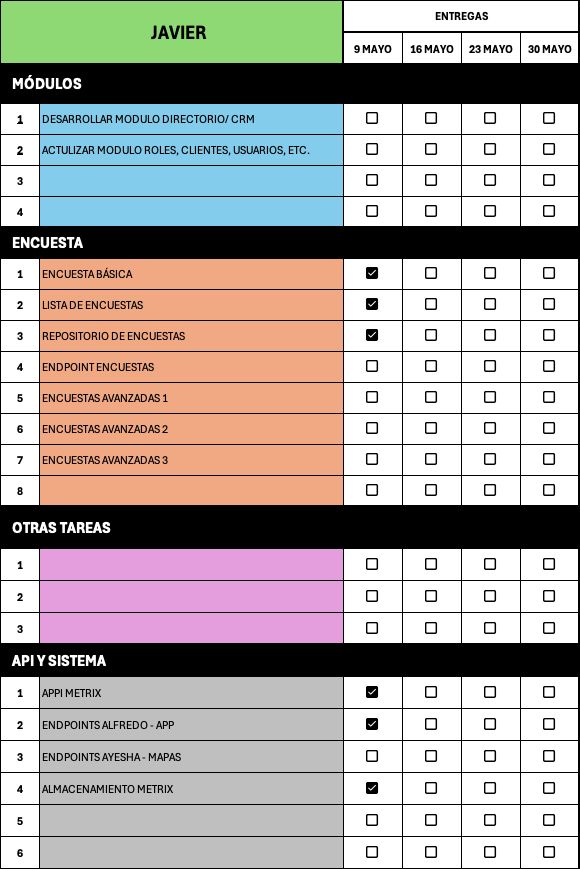 JAVIER
ENTREGAS
9 MAYO 16 MAYO 23 MAYO 30 MAYO
MÓDULOS
1 DESARROLLAR MODULO DIRECTORIO/ CRM
2 ACTULIZAR MODULO ROLES, CLIENTES, USUARIOS, ETC.
3
4
ENCUESTA
1 ENCUESTA BÁSICA
2 LISTA DE ENCUESTAS
3 REPOSITORIO DE ENCUESTAS
4 ENDPOINT ENCUESTAS
5 ENCUESTAS AVANZADAS 1
6 ENCUESTAS AVANZADAS 2
7 ENCUESTAS AVANZADAS 3
8
OTRAS TAREAS
1
2
3
API Y SISTEMA
1 APPI METRIX
2 ENDPOINTS ALFREDO - APP
3 ENDPOINTS AYESHA - MAPAS
4 ALMACENAMIENTO METRIX
5
6